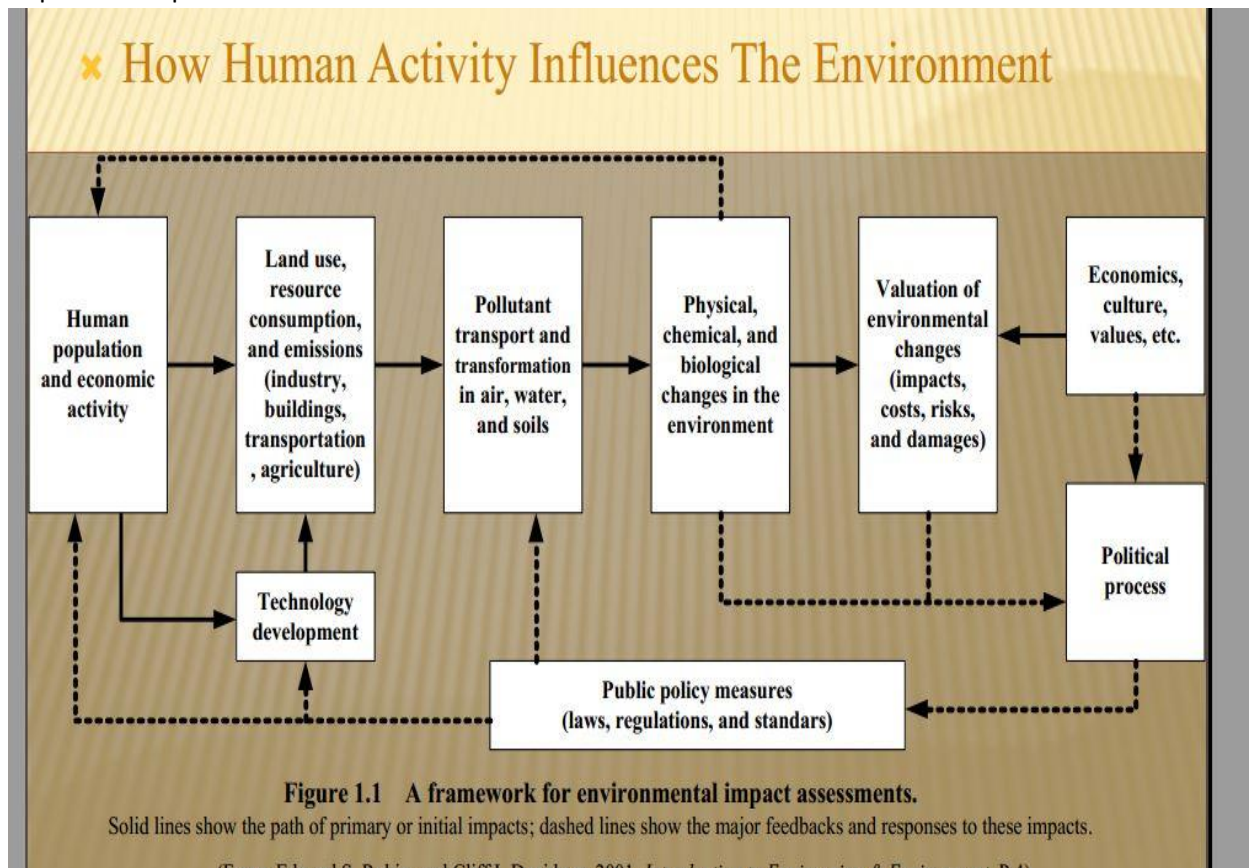 How Human Activity Influences The Environment
Human
population
and economic
activity
Land use,
resource
consumption,
and emissions
(industry,
buildings,
transportation
, agriculture)
Pollutant
transport and
transformation
in air, water,
and soils
Physical,
chemical, and
biological
changes in the
environment
Valuation of
environmental
changes
(impacts,
costs, risks,
and damages)
Economics,
culture,
values, etc.
Political
process
Technology
development
Public policy measures
(laws, regulations, and standars)
Figure 1.1 A framework for environmental impact assessments.
Solid lines show the path of primary or initial impacts; dashed lines show the major feedbacks and responses to these impacts.